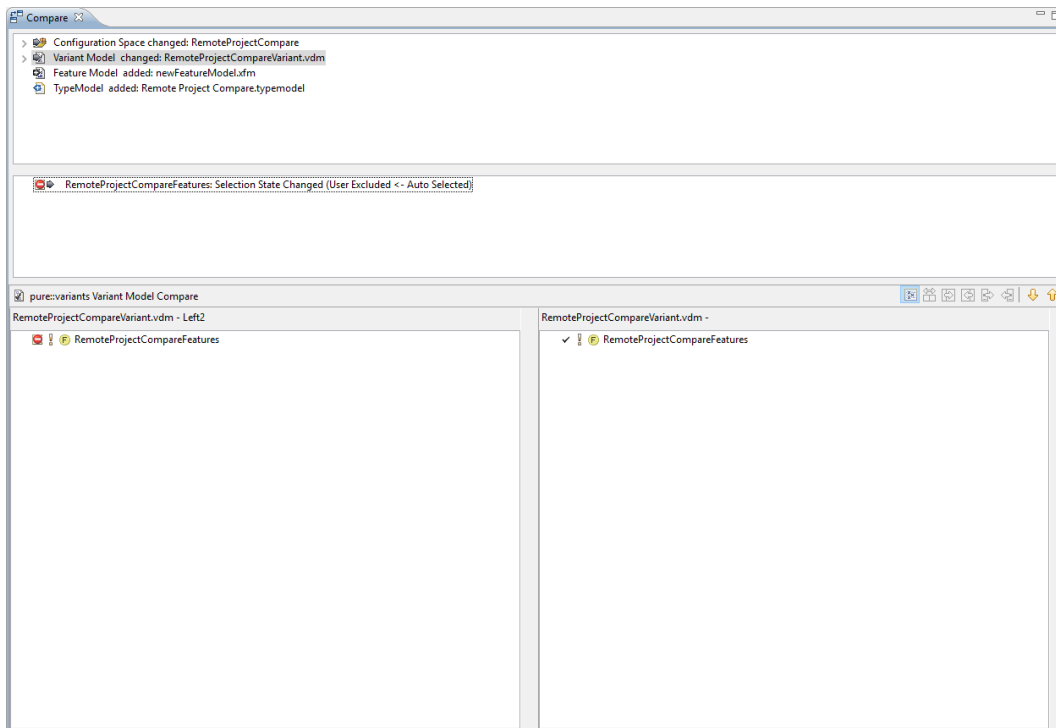 Compare
Configuration Space changed: RemoteProjectCompare
Variant Model changed: RemoteProjectCompareVariant.vdm
Feature Model added: newFeatureModel.xfm
TypeModel added: Remote Project Compare.typemodel
RemoteProjectCompareFeatures: Selection State Changed (User Excluded <- Auto Selected)
pure::variants Variant Model Compare
RemoteProjectCompareVariant.vdm - Left2
RemoteProjectCompareVariant.vdm -
F RemoteProjectCompareFeatures
F RemoteProjectCompareFeatures